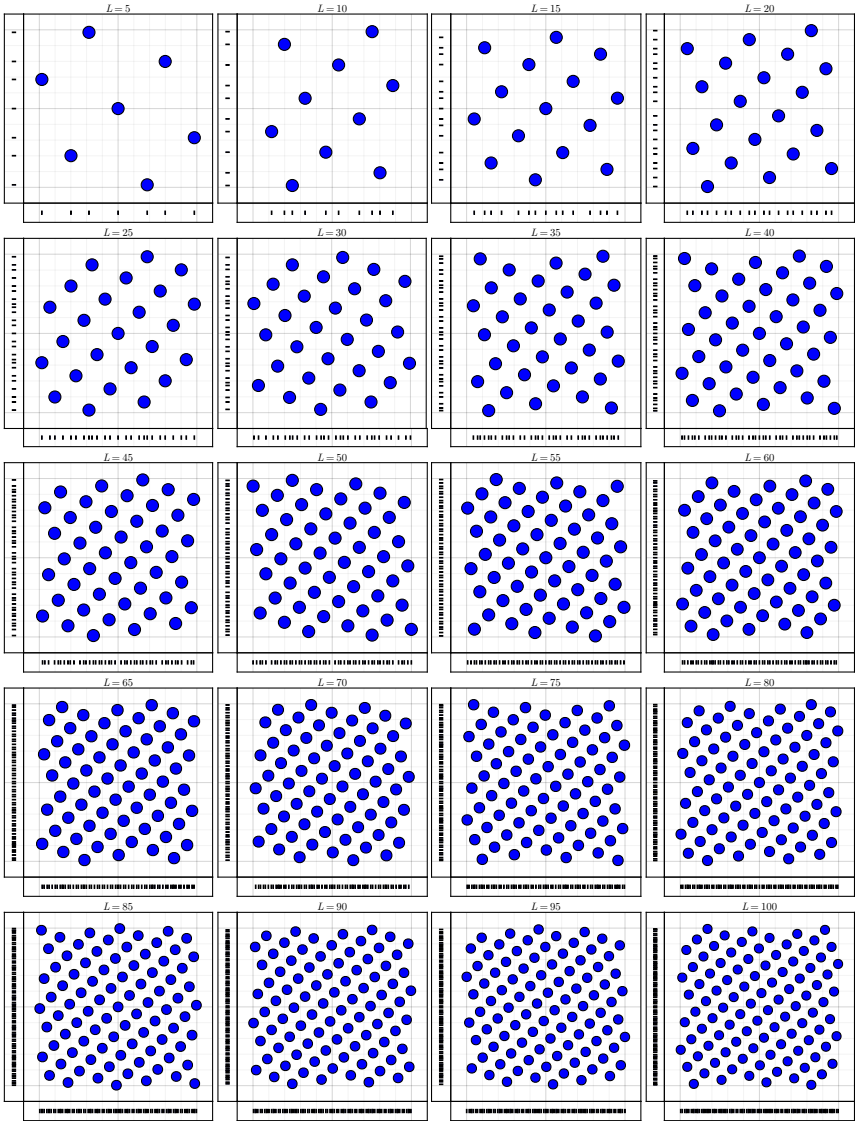 L = 5 L = 10 L = 15 L = 20
L = 25 L = 30 L = 35 L = 40
L = 45 L = 50 L = 55 L = 60
L = 65 L = 70 L = 75 L = 80
L = 85 L = 90 L = 95 L = 100